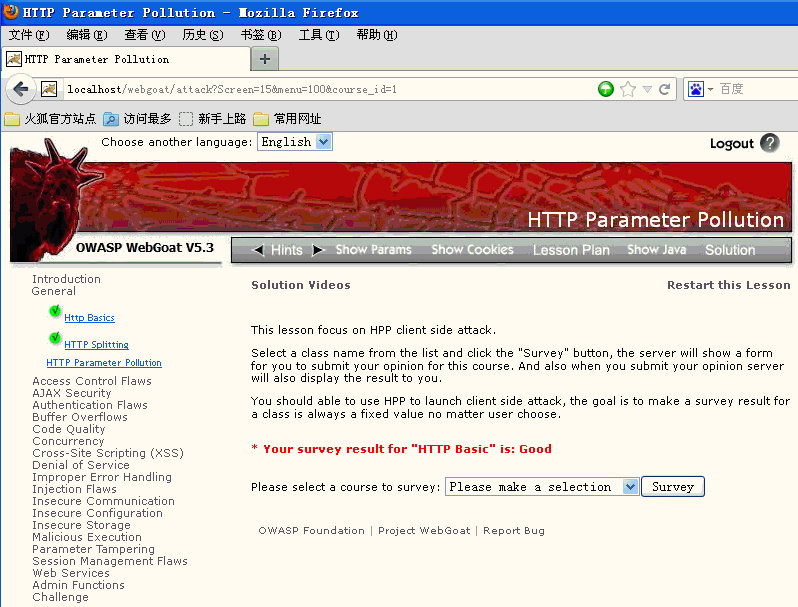 HTTP Parameter Pollution - Mozilla Firefox
文件(F) 编辑(E) 查看(V) 历史(S) 书签(B) 工具(T) 帮助(H)
HTTP Parameter Pollution +
localhost/webgoat/attack?Screen=15&menu=100&course_id=1 百度
火狐官方站点 访问最多 新手上路 常用网址
Choose another language: English Logout ?
HTTP Parameter Pollution
OWASP WebGoat V5.3 Hints Show Params Show Cookies Lesson Plan Show Java Solution
Introduction
General
Http Basics
HTTP Splitting
HTTP Parameter Pollution
Access Control Flaws
AJAX Security
Authentication Flaws
Buffer Overflows
Code Quality
Concurrency
Cross-Site Scripting (XSS)
Denial of Service
Improper Error Handling
Injection Flaws
Insecure Communication
Insecure Configuration
Insecure Storage
Malicious Execution
Parameter Tampering
Session Management Flaws
Web Services
Admin Functions
Challenge
Solution Videos Restart this Lesson
This lesson focus on HPP client side attack.
Select a class name from the list and click the "Survey" button, the server will show a form
for you to submit your opinion for this course. And also when you submit your opinion server
will also display the result to you.
You should able to use HPP to launch client side attack, the goal is to make a survey result for
a class is always a fixed value no matter user choose.
* Your survey result for "HTTP Basic" is: Good
Please select a course to survey: Please make a selection Survey
OWASP Foundation | Project WebGoat | Report Bug